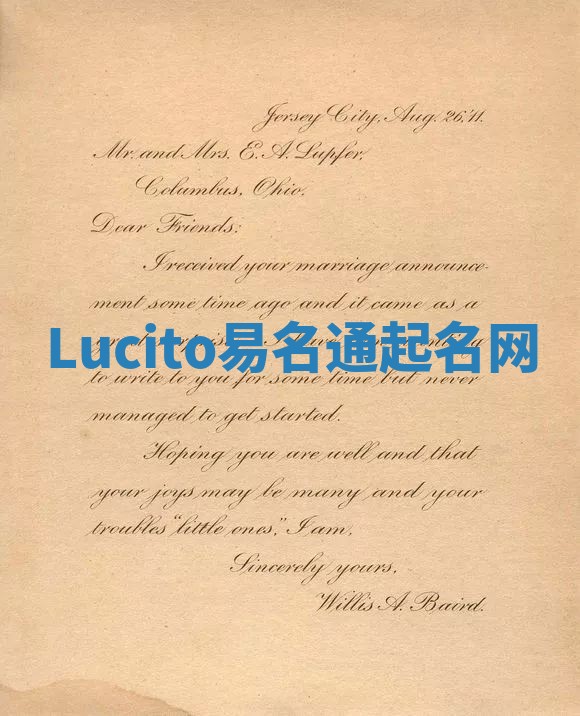 Jersey City, Aug. 26,'11.
Mr. and Mrs. E. A. Lupfer,
Columbus, Ohio.
Dear Friends:
I received your marriage announce-
ment some time ago and it came as a
Lucito易名通起名网
to write to you for some time but never
managed to get started.
Hoping you are well and that
your joys may be many and your
troubles "little ones," I am,
Sincerely yours,
Willis A. Baird.